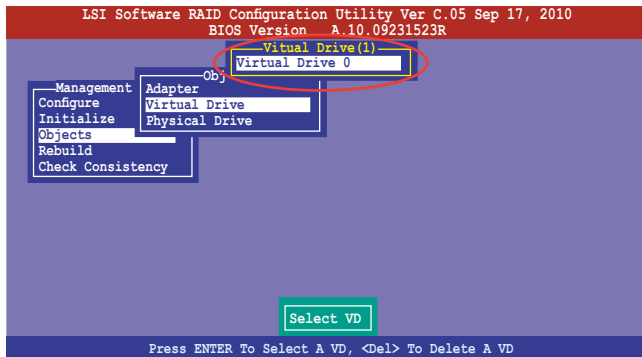 LSI Software RAID Configuration Utility Ver C.05 Sep 17, 2010
BIOS Version A.10.09231523R
Vitual Drive(1)
Virtual Drive 0
Obj
Adapter
Virtual Drive
Physical Drive
Management
Configure
Initialize
Objects
Rebuild
Check Consistency
Select VD
Press ENTER To Select A VD, <Del> To Delete A VD